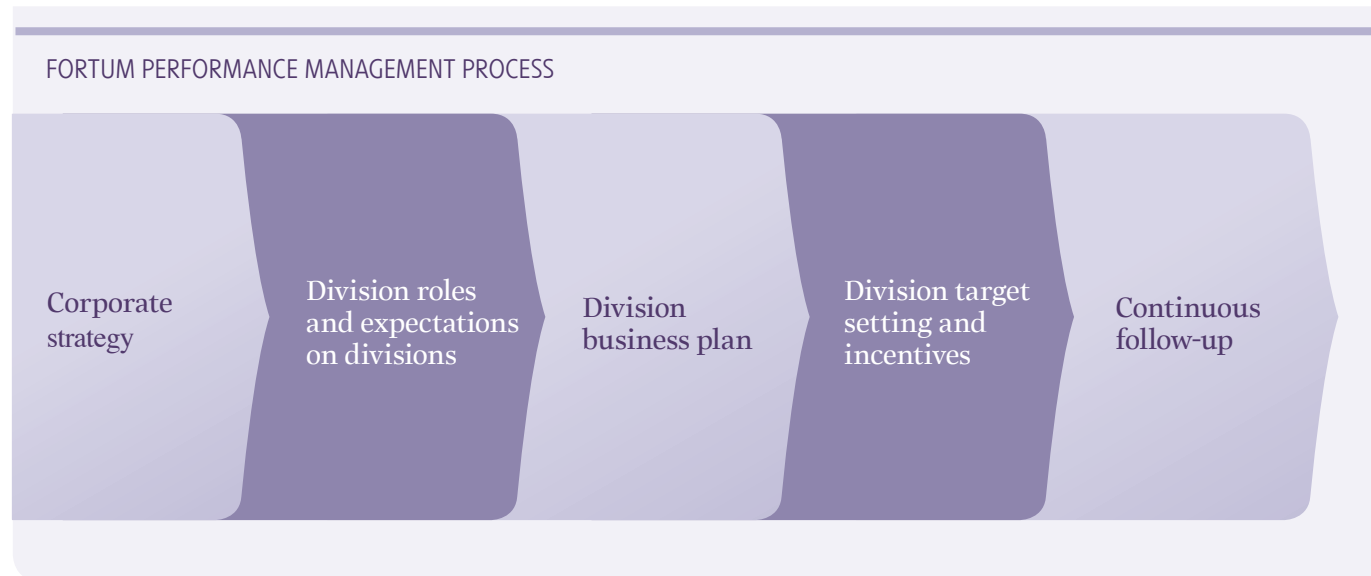 FORTUM PERFORMANCE MANAGEMENT PROCESS
Corporate
strategy
Division roles
and expectations
on divisions
Division
business plan
Division target
setting and
incentives
Continuous
follow-up